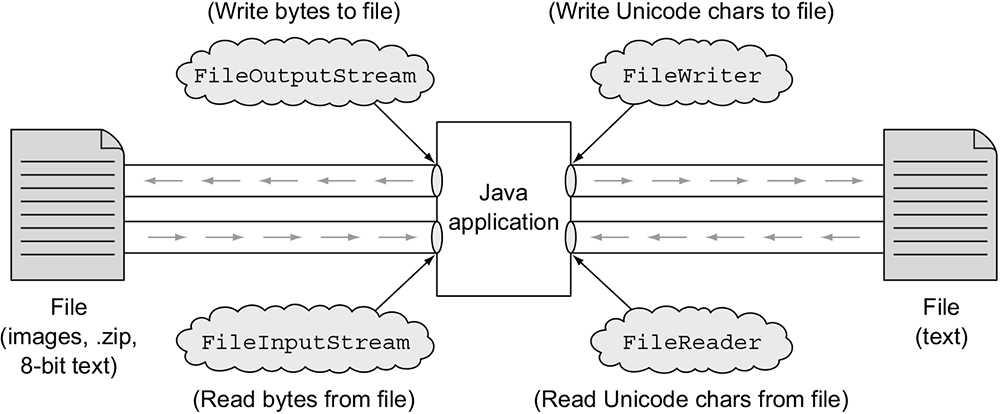 (Write bytes to file)
(Write Unicode chars to file)
FileOutputStream
FileWriter
Java
application
File
(images, .zip,
8-bit text)
File
(text)
FileInputStream
FileReader
(Read bytes from file)
(Read Unicode chars from file)